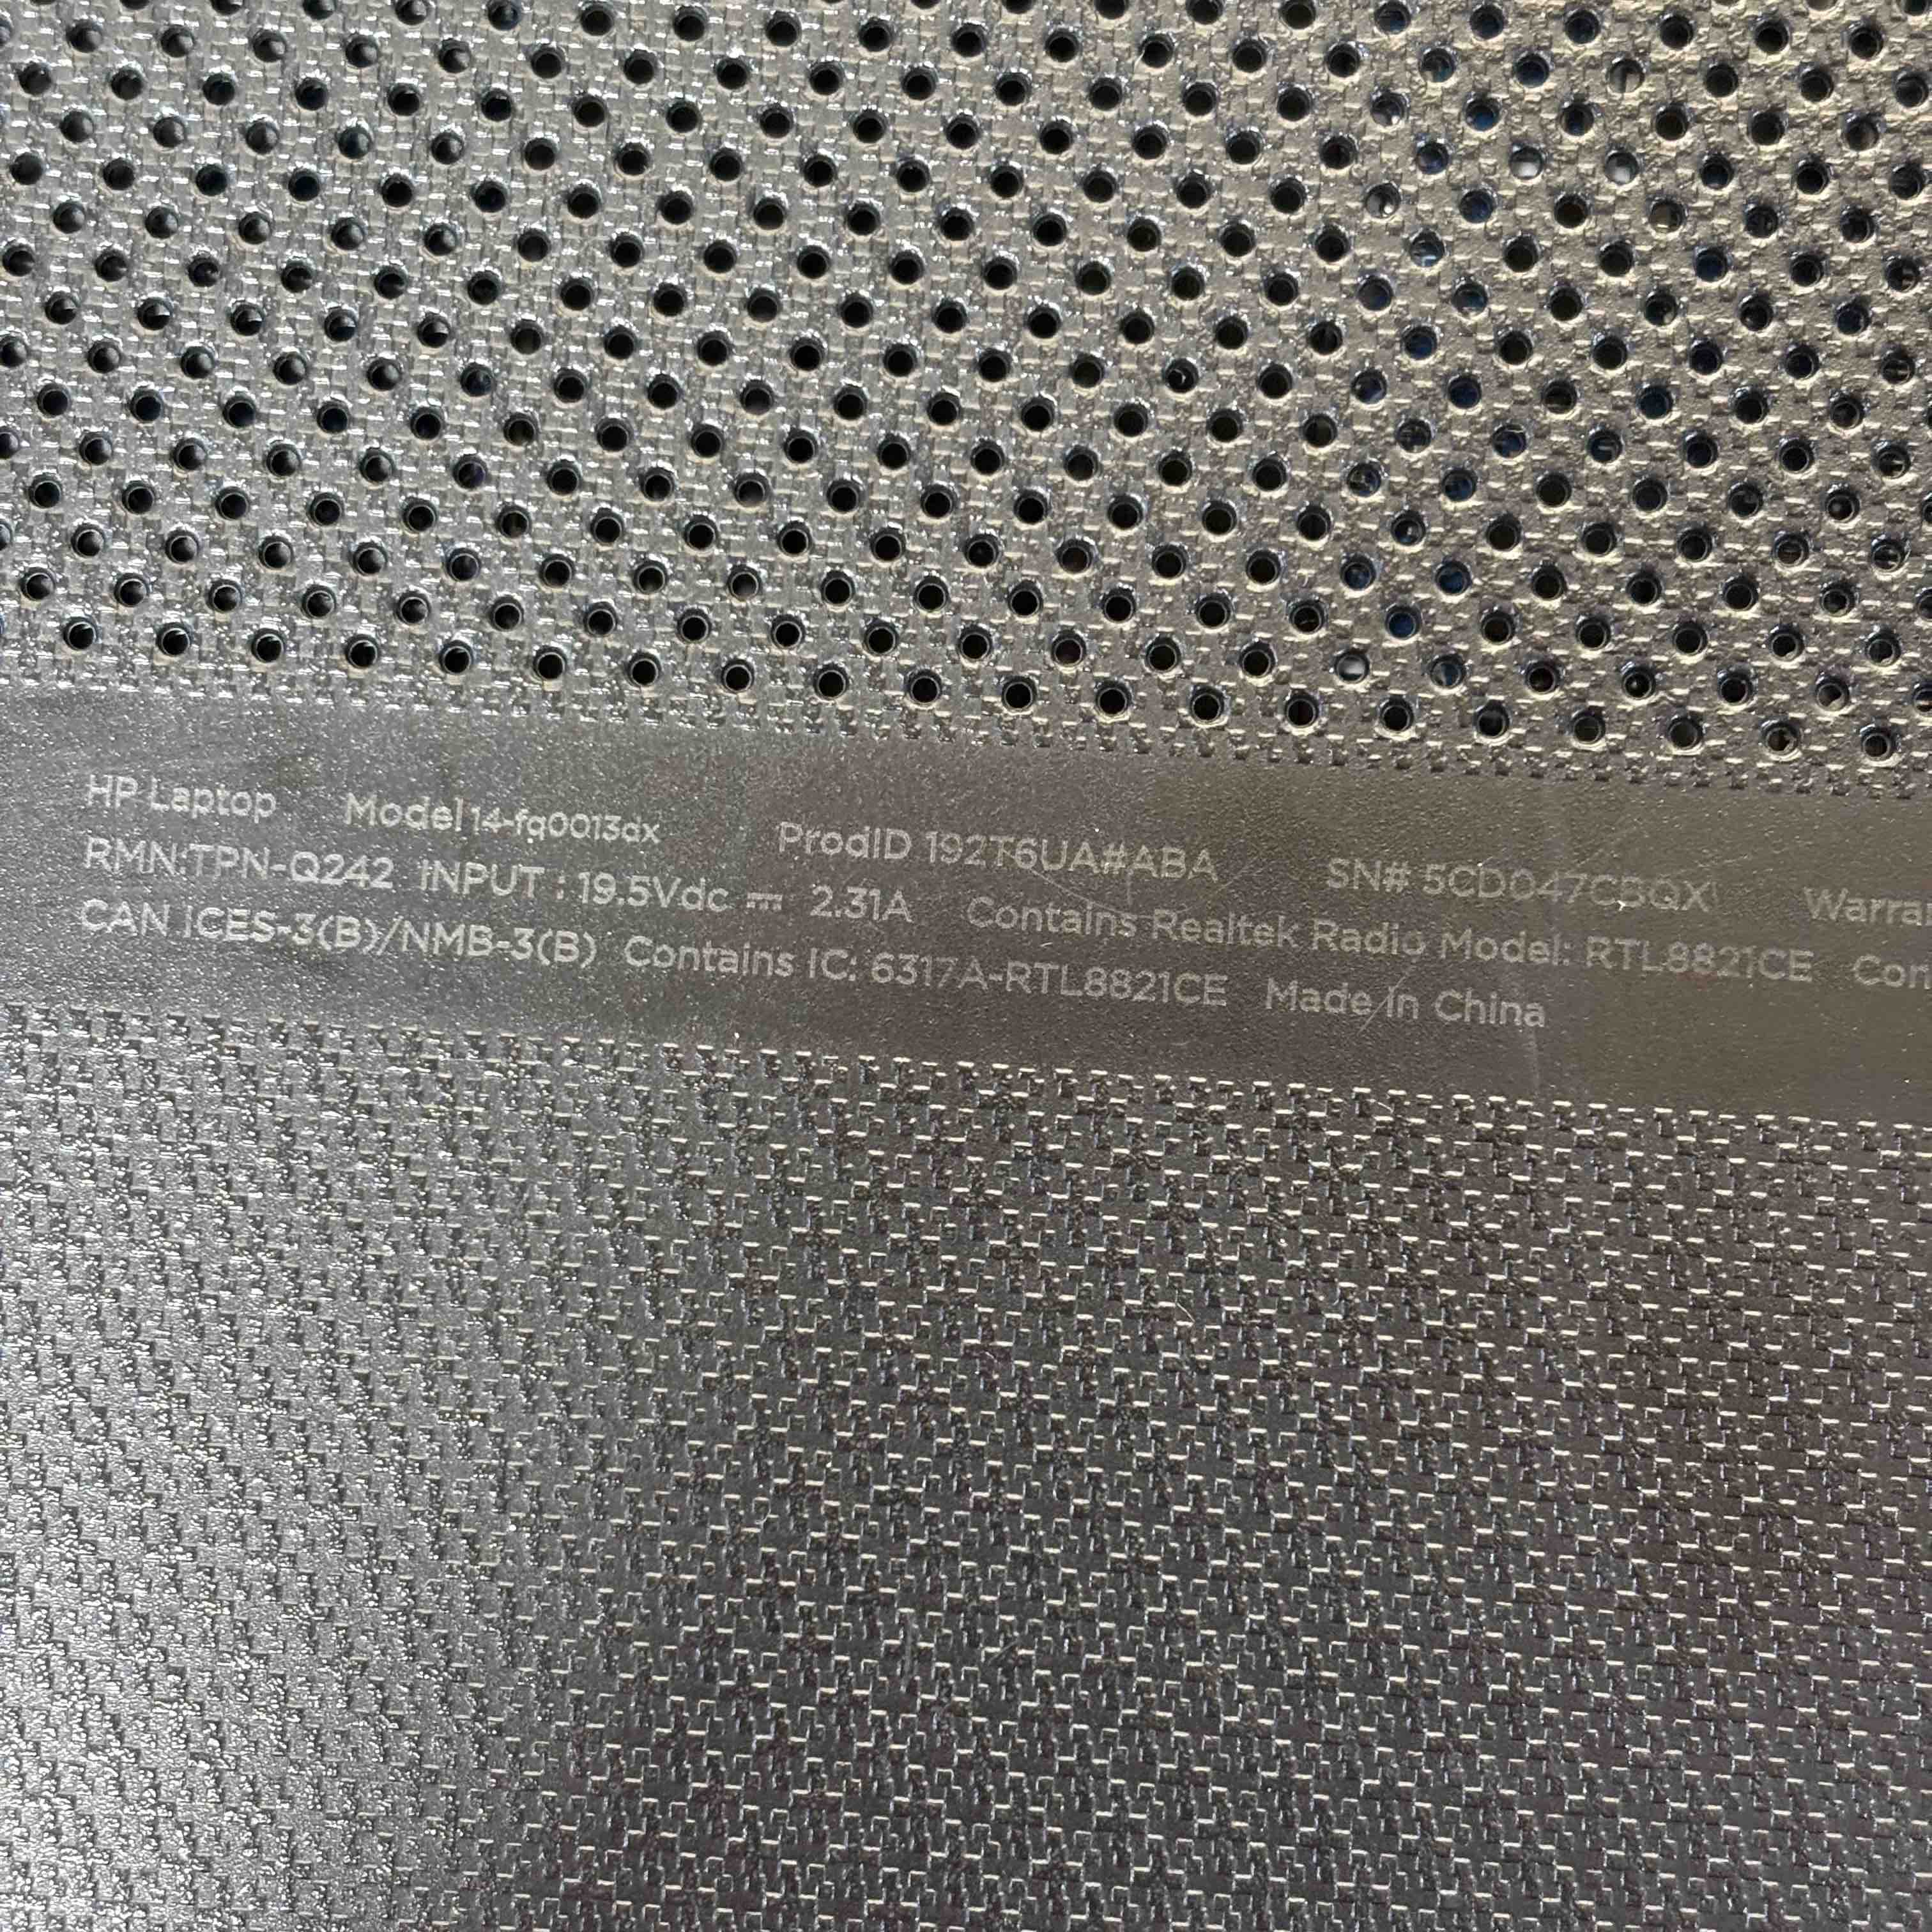 HP Laptop Model 14-fq0013dx ProdID 192T6UA#ABA SN# 5CD047CBQX
RMN:TPN-Q242 INPUT : 19.5Vdc ⎓ 2.31A Contains Realtek Radio Model: RTL8821CE
CAN ICES-3(B)/NMB-3(B) Contains IC: 6317A-RTL8821CE Made in China